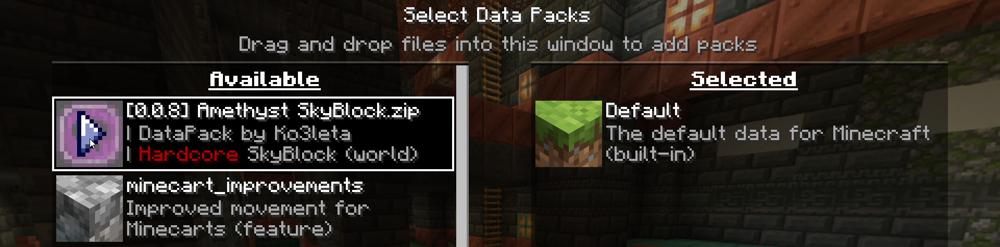 Select Data Packs
Drag and drop files into this window to add packs
Available
[0.0.8] Amethyst SkyBlock.zip
| DataPack by Ko3leta
| Hardcore SkyBlock (world)
minecart_improvements
Improved movement for
Minecarts (feature)
Selected
Default
The default data for Minecraft
(built-in)